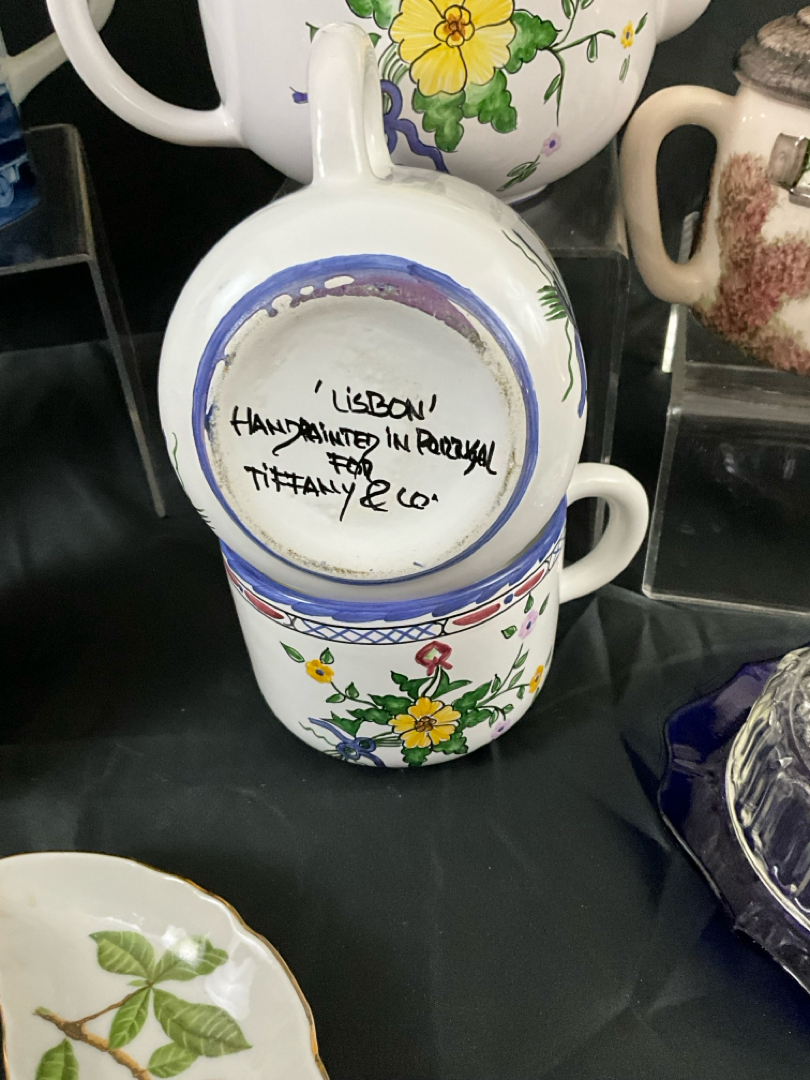 'LiSBON'
HANDPAINTED IN PORTUGAL
FOR
TiFFANY & CO.